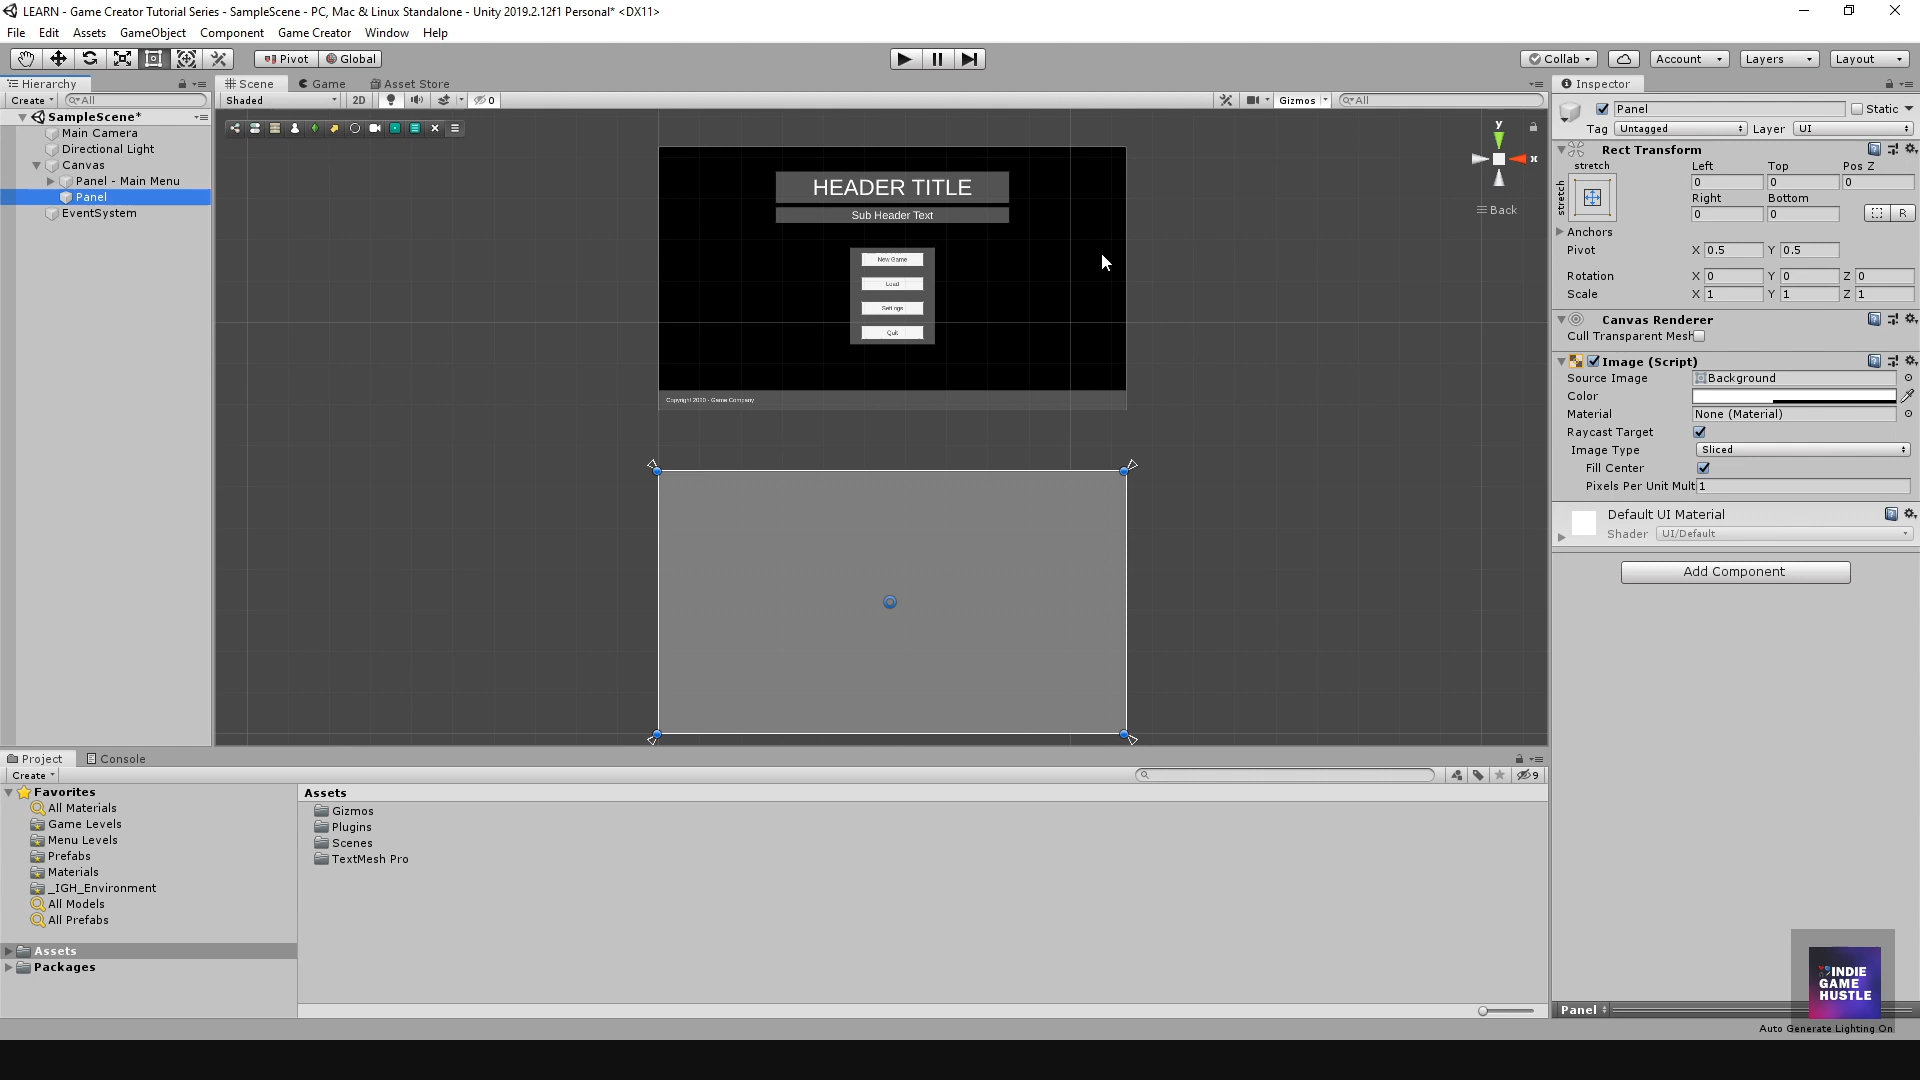 LEARN - Game Creator Tutorial Series - SampleScene - PC, Mac & Linux Standalone - Unity 2019.2.12f1 Personal* <DX11>
File Edit Assets GameObject Component Game Creator Window Help
Pivot Global Collab Account Layers Layout
Hierarchy Scene Game Asset Store Inspector
Create All Shaded 2D 0 Gizmos All
SampleScene*
Main Camera
Directional Light
Canvas
Panel - Main Menu
Panel
EventSystem
HEADER TITLE
Sub Header Text
New Game
Load
Settings
Quit
Copyright 2020 - Game Company
y
x
Back
Panel Static
Tag Untagged Layer UI
Rect Transform
stretch Left Top Pos Z
stretch
0 0 0
Right Bottom
0 0 R
Anchors
Pivot X 0.5 Y 0.5
Rotation X 0 Y 0 Z 0
Scale X 1 Y 1 Z 1
Canvas Renderer
Cull Transparent Mesh
Image (Script)
Source Image Background
Color
Material None (Material)
Raycast Target
Image Type Sliced
Fill Center
Pixels Per Unit Mult 1
Default UI Material
Shader UI/Default
Add Component
Project Console
Create 9
Favorites
All Materials
Game Levels
Menu Levels
Prefabs
Materials
_IGH_Environment
All Models
All Prefabs
Assets
Packages
Assets
Gizmos
Plugins
Scenes
TextMesh Pro
INDIE
GAME
HUSTLE
Panel
Auto Generate Lighting On